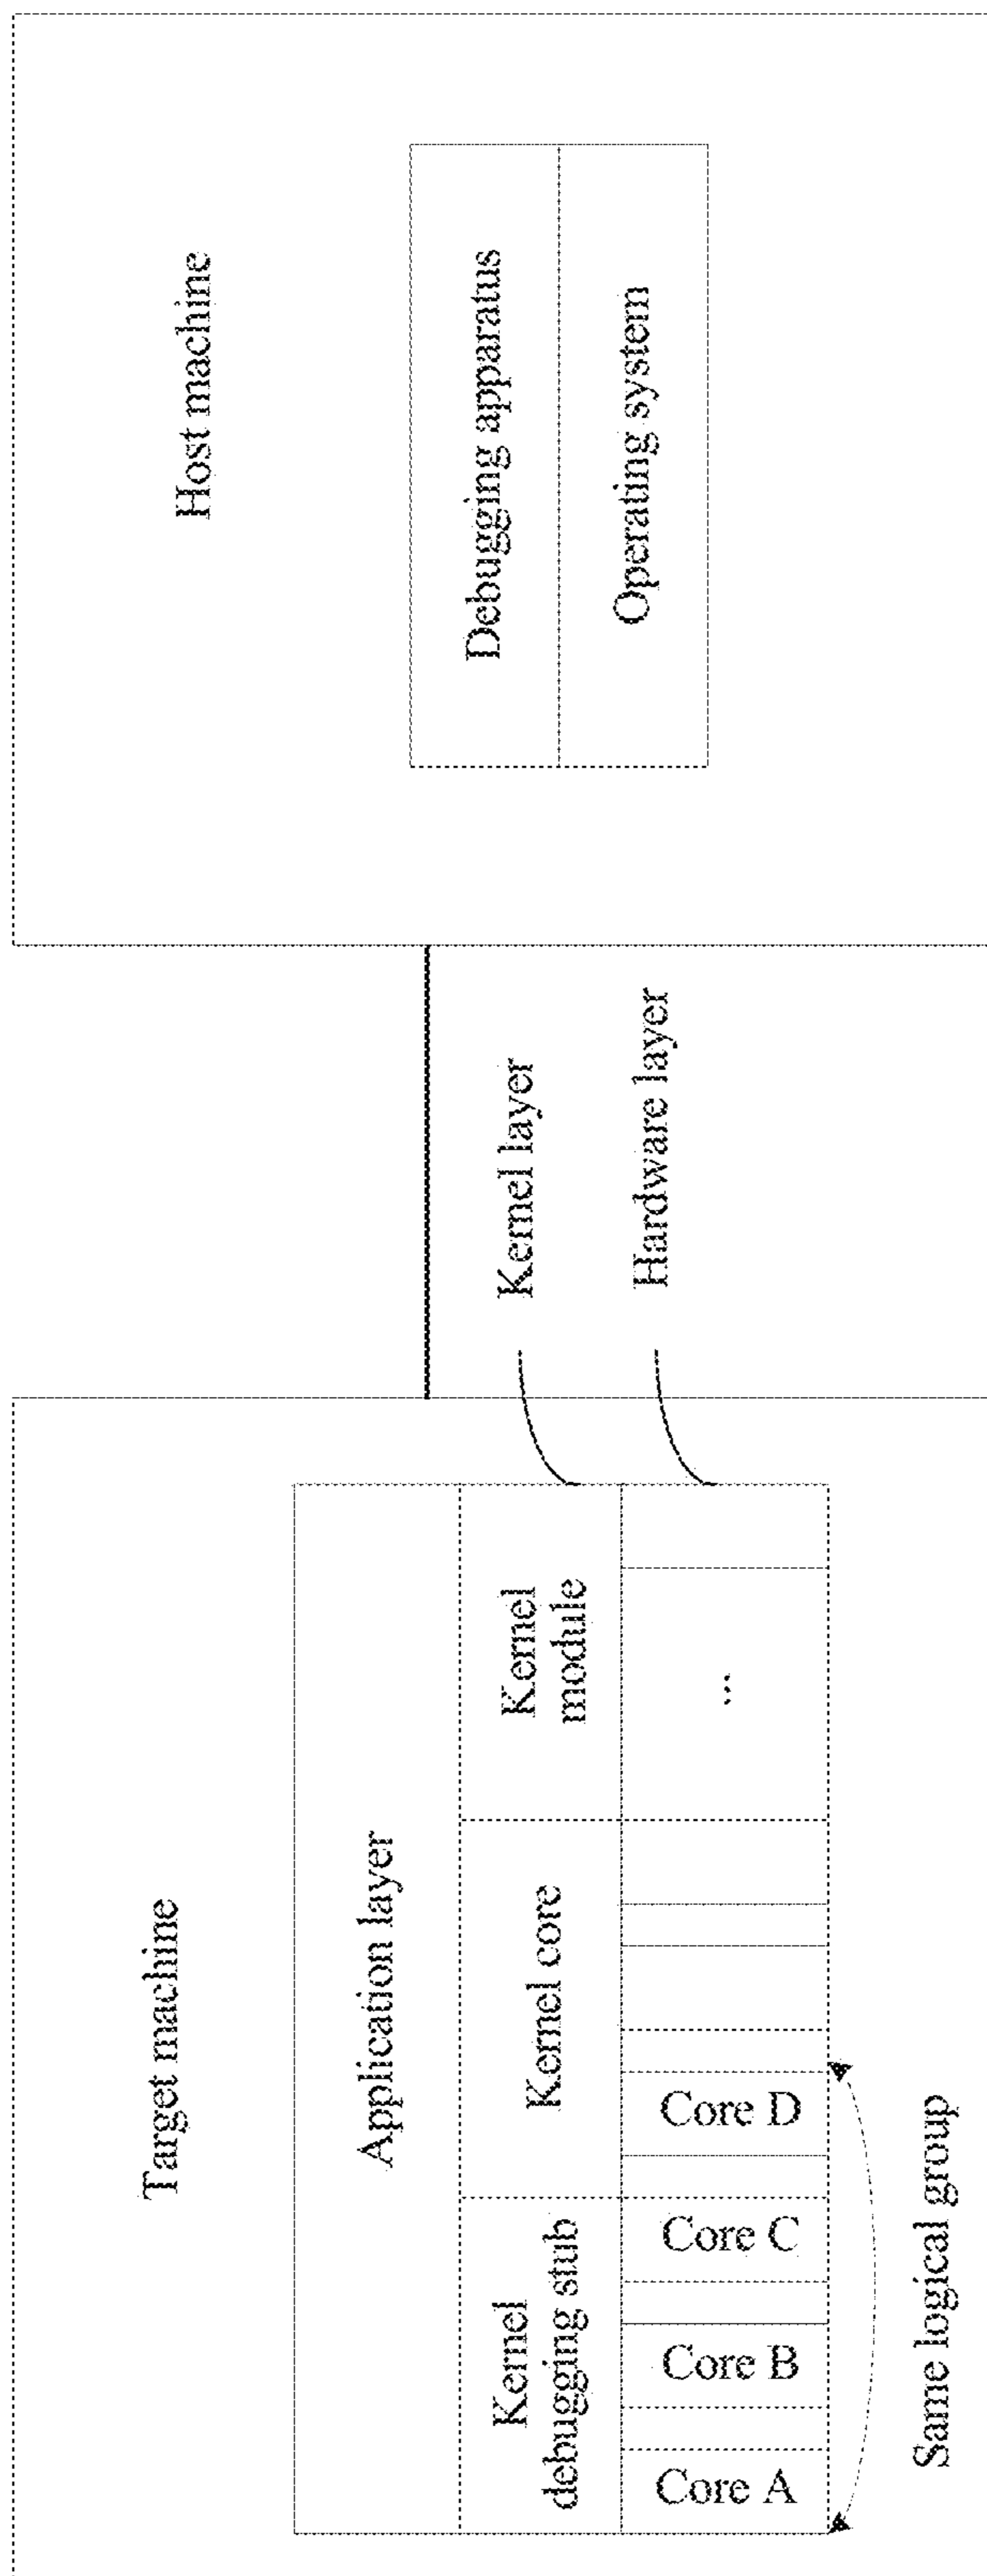 Target machine
Application layer
Kernel
debugging stub
Kernel core
Kernel
module
Core A
Core B
Core C
Core D
...
Same logical group
Kernel layer
Hardware layer
Host machine
Debugging apparatus
Operating system